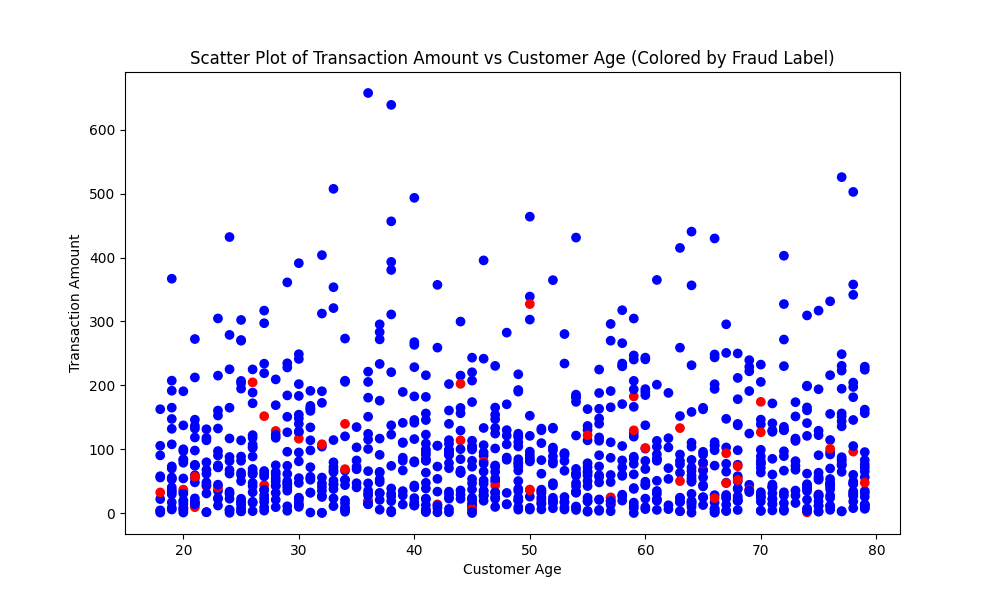 Scatter Plot of Transaction Amount vs Customer Age (Colored by Fraud Label)
Transaction Amount
600
500
400
300
200
100
0
20 30 40 50 60 70 80
Customer Age